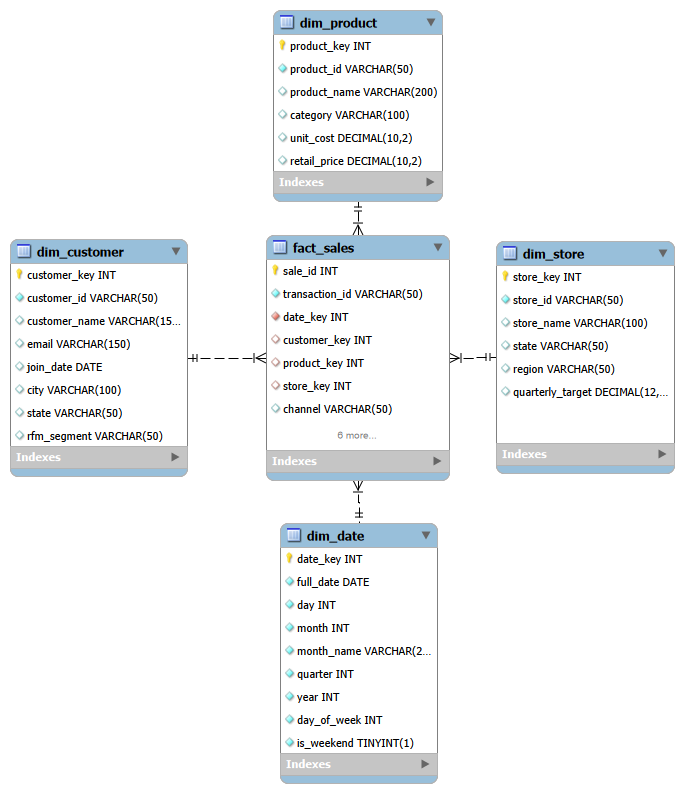 dim_product
product_key INT
product_id VARCHAR(50)
product_name VARCHAR(200)
category VARCHAR(100)
unit_cost DECIMAL(10,2)
retail_price DECIMAL(10,2)
Indexes
dim_customer
customer_key INT
customer_id VARCHAR(50)
customer_name VARCHAR(15...
email VARCHAR(150)
join_date DATE
city VARCHAR(100)
state VARCHAR(50)
rfm_segment VARCHAR(50)
Indexes
fact_sales
sale_id INT
transaction_id VARCHAR(50)
date_key INT
customer_key INT
product_key INT
store_key INT
channel VARCHAR(50)
6 more...
Indexes
dim_store
store_key INT
store_id VARCHAR(50)
store_name VARCHAR(100)
state VARCHAR(50)
region VARCHAR(50)
quarterly_target DECIMAL(12,...
Indexes
dim_date
date_key INT
full_date DATE
day INT
month INT
month_name VARCHAR(2...
quarter INT
year INT
day_of_week INT
is_weekend TINYINT(1)
Indexes